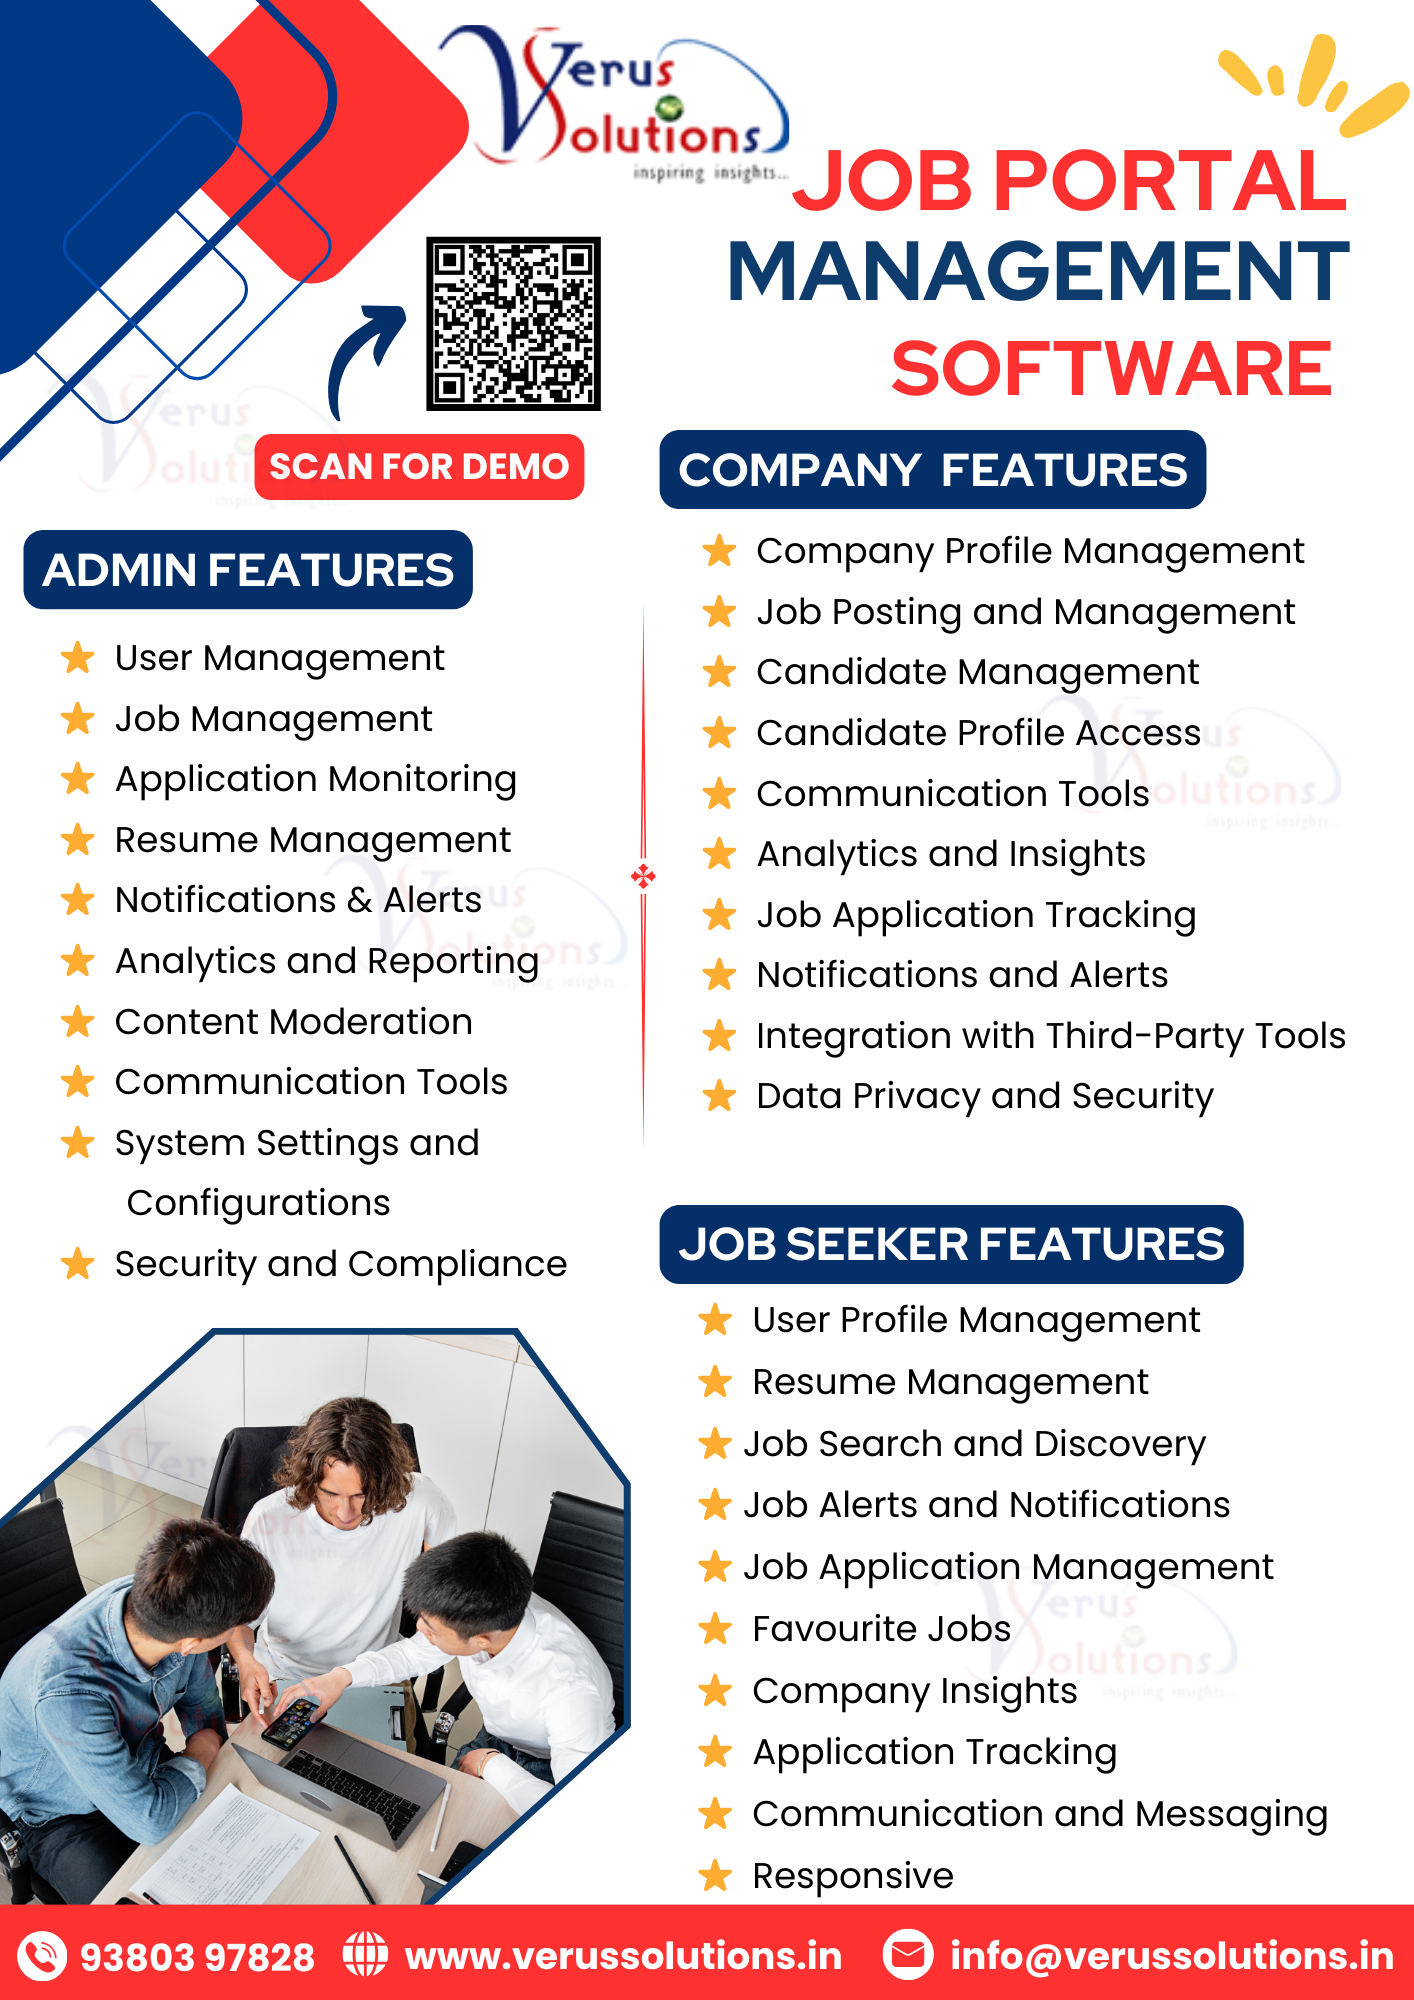 Verus
Solutions
inspiring insights...
JOB PORTAL
MANAGEMENT
SOFTWARE
SCAN FOR DEMO
ADMIN FEATURES
User Management
Job Management
Application Monitoring
Resume Management
Notifications & Alerts
Analytics and Reporting
Content Moderation
Communication Tools
System Settings and
Configurations
Security and Compliance
COMPANY FEATURES
Company Profile Management
Job Posting and Management
Candidate Management
Candidate Profile Access
Communication Tools
Analytics and Insights
Job Application Tracking
Notifications and Alerts
Integration with Third-Party Tools
Data Privacy and Security
JOB SEEKER FEATURES
User Profile Management
Resume Management
Job Search and Discovery
Job Alerts and Notifications
Job Application Management
Favourite Jobs
Company Insights
Application Tracking
Communication and Messaging
Responsive
93803 97828
www.verussolutions.in
info@verussolutions.in